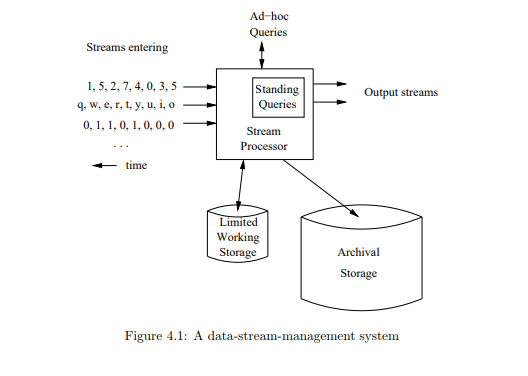 Ad-hoc
Queries
Streams entering
1, 5, 2, 7, 4, 0, 3, 5
q, w, e, r, t, y, u, i, o
0, 1, 1, 0, 1, 0, 0, 0
. . .
time
Standing
Queries
Stream
Processor
Output streams
Limited
Working
Storage
Archival
Storage
Figure 4.1: A data-stream-management system